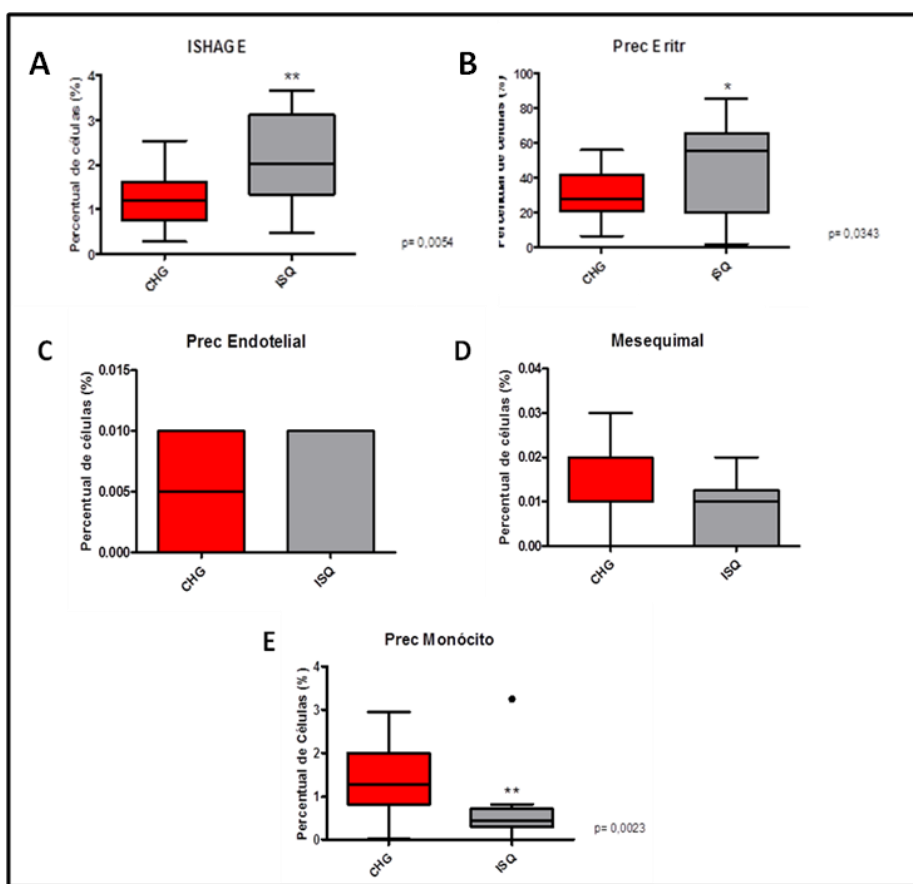 A
ISHAGE
Percentual de células (%)
4
3
2
1
0
**
CHG
ISQ
p= 0,0054
B
Prec Eritr
Percentual de células (%)
100
80
60
40
20
0
*
CHG
ISQ
p= 0,0343
C
Prec Endotelial
Percentual de células (%)
0.015
0.010
0.005
0.000
CHG
ISQ
D
Mesequimal
Percentual de células (%)
0.04
0.03
0.02
0.01
0.00
CHG
ISQ
E
Prec Monócito
Percentual de Células (%)
4
3
2
1
0
**
CHG
ISQ
p= 0,0023